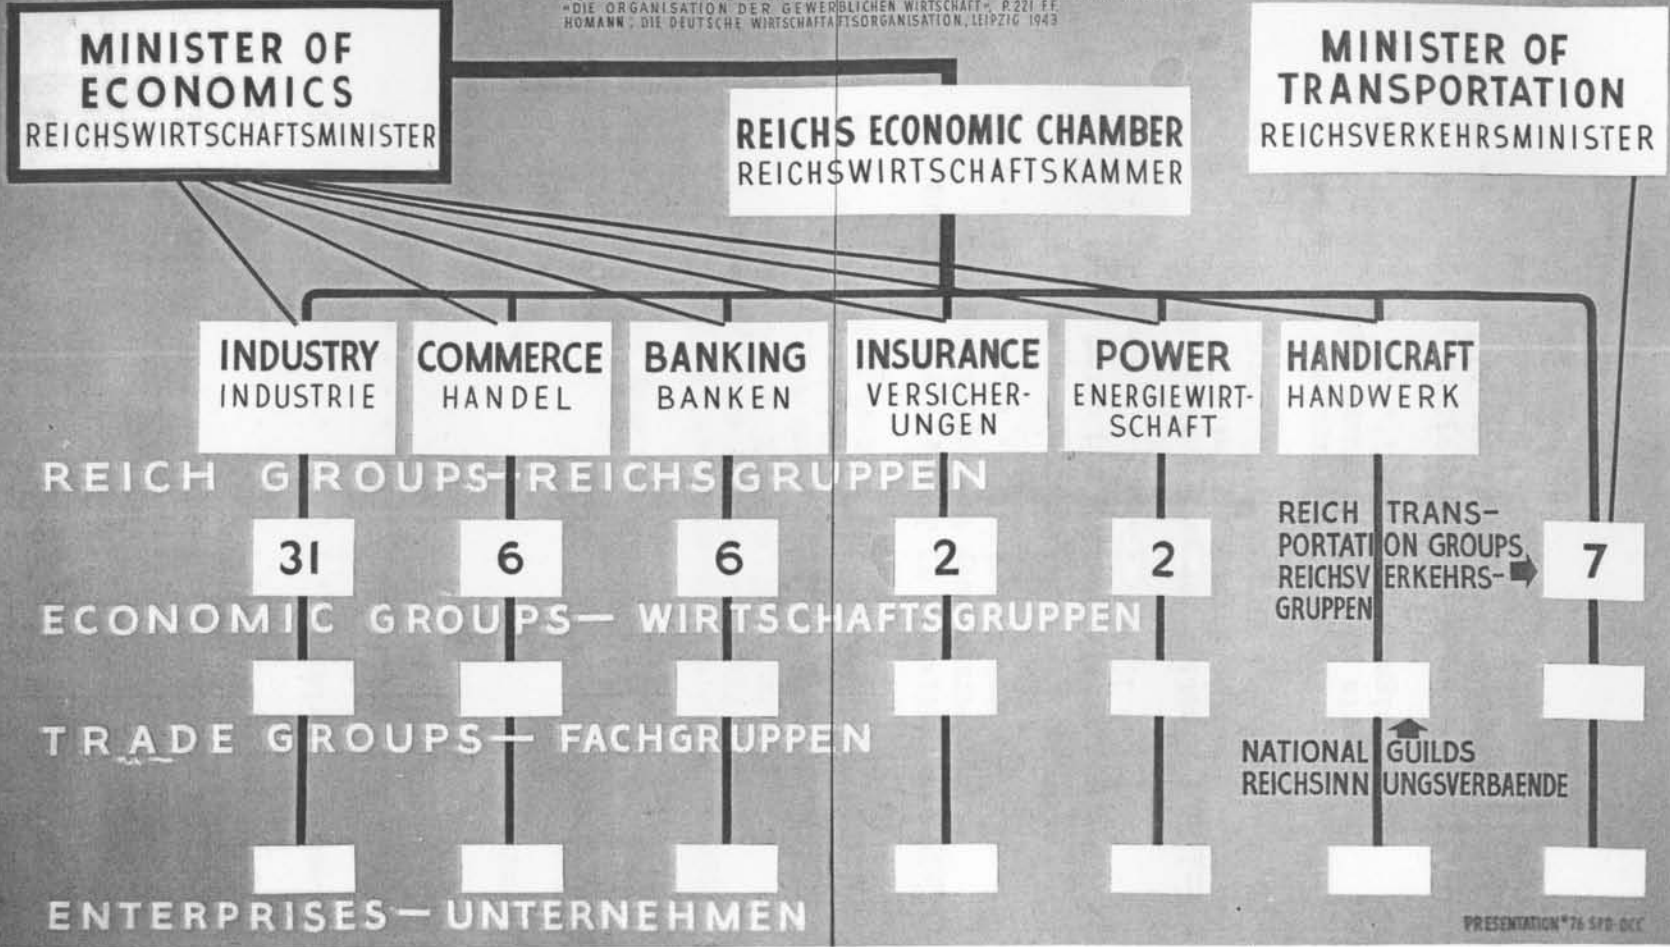 "DIE ORGANISATION DER GEWERBLICHEN WIRTSCHAFT", P. 221 FF.
HOMANN; DIE DEUTSCHE WIRTSCHAFTAFTSORGANISATION, LEIPZIG 1943
MINISTER OF
ECONOMICS
REICHSWIRTSCHAFTSMINISTER
REICHS ECONOMIC CHAMBER
REICHSWIRTSCHAFTSKAMMER
MINISTER OF
TRANSPORTATION
REICHSVERKEHRSMINISTER
INDUSTRY
INDUSTRIE
COMMERCE
HANDEL
BANKING
BANKEN
INSURANCE
VERSICHER-
UNGEN
POWER
ENERGIEWIRT-
SCHAFT
HANDICRAFT
HANDWERK
REICH GROUPS-REICHSGRUPPEN
31
6
6
2
2
REICH TRANS-
PORTATION GROUPS,
REICHSVERKEHRS-
GRUPPEN
7
ECONOMIC GROUPS— WIRTSCHAFTSGRUPPEN
TRADE GROUPS— FACHGRUPPEN
NATIONAL GUILDS
REICHSINNUNGSVERBAENDE
ENTERPRISES— UNTERNEHMEN
PRESENTATION #76